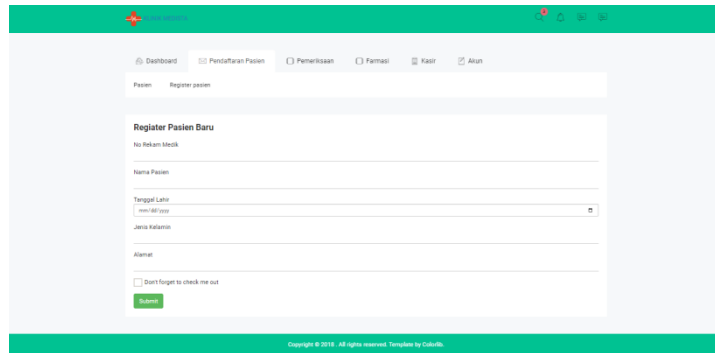 Dashboard Pendaftaran Pasien Pemeriksaan Farmasi Kasir Akun
Pasien Register pasien
Regiater Pasien Baru
No Rekam Medik
Nama Pasien
Tanggal Lahir
mm/dd/yyyy
Jenis Kelamin
Alamat
Don't forget to check me out
Submit
Copyright © 2018 . All rights reserved. Template by Colorlib.